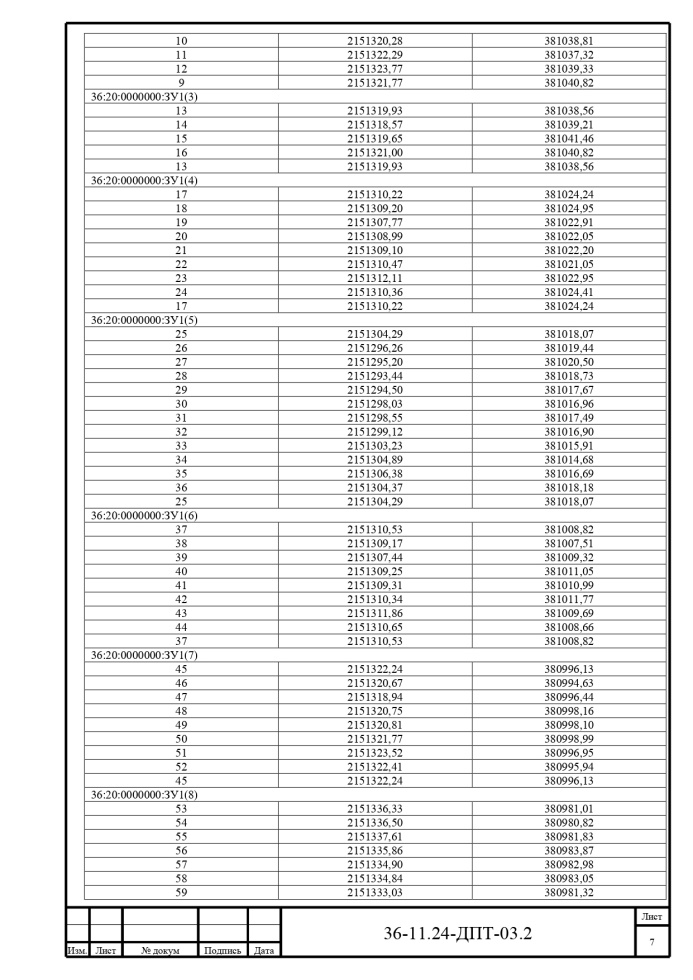 10 2151320,28 381038,81
11 2151322,29 381037,32
12 2151323,77 381039,33
9 2151321,77 381040,82
36:20:0000000:ЗУ1(3)
13 2151319,93 381038,56
14 2151318,57 381039,21
15 2151319,65 381041,46
16 2151321,00 381040,82
13 2151319,93 381038,56
36:20:0000000:ЗУ1(4)
17 2151310,22 381024,24
18 2151309,20 381024,95
19 2151307,77 381022,91
20 2151308,99 381022,05
21 2151309,10 381022,20
22 2151310,47 381021,05
23 2151312,11 381022,95
24 2151310,36 381024,41
17 2151310,22 381024,24
36:20:0000000:ЗУ1(5)
25 2151304,29 381018,07
26 2151296,26 381019,44
27 2151295,20 381020,50
28 2151293,44 381018,73
29 2151294,50 381017,67
30 2151298,03 381016,96
31 2151298,55 381017,49
32 2151299,12 381016,90
33 2151303,23 381015,91
34 2151304,89 381014,68
35 2151306,38 381016,69
36 2151304,37 381018,18
25 2151304,29 381018,07
36:20:0000000:ЗУ1(6)
37 2151310,53 381008,82
38 2151309,17 381007,51
39 2151307,44 381009,32
40 2151309,25 381011,05
41 2151309,31 381010,99
42 2151310,34 381011,77
43 2151311,86 381009,69
44 2151310,65 381008,66
37 2151310,53 381008,82
36:20:0000000:ЗУ1(7)
45 2151322,24 380996,13
46 2151320,67 380994,63
47 2151318,94 380996,44
48 2151320,75 380998,16
49 2151320,81 380998,10
50 2151321,77 380998,99
51 2151323,52 380996,95
52 2151322,41 380995,94
45 2151322,24 380996,13
36:20:0000000:ЗУ1(8)
53 2151336,33 380981,01
54 2151336,50 380980,82
55 2151337,61 380981,83
56 2151335,86 380983,87
57 2151334,90 380982,98
58 2151334,84 380983,05
59 2151333,03 380981,32
36-11.24-ДПТ-03.2
Лист
7
Изм. Лист № докум Подпись Дата